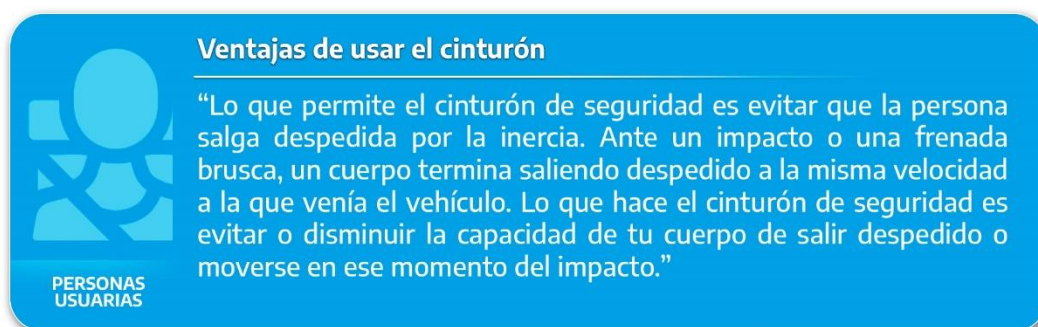 Ventajas de usar el cinturón
“Lo que permite el cinturón de seguridad es evitar que la persona
salga despedida por la inercia. Ante un impacto o una frenada
brusca, un cuerpo termina saliendo despedido a la misma velocidad
a la que venía el vehículo. Lo que hace el cinturón de seguridad es
evitar o disminuir la capacidad de tu cuerpo de salir despedido o
moverse en ese momento del impacto.”
PERSONAS
USUARIAS